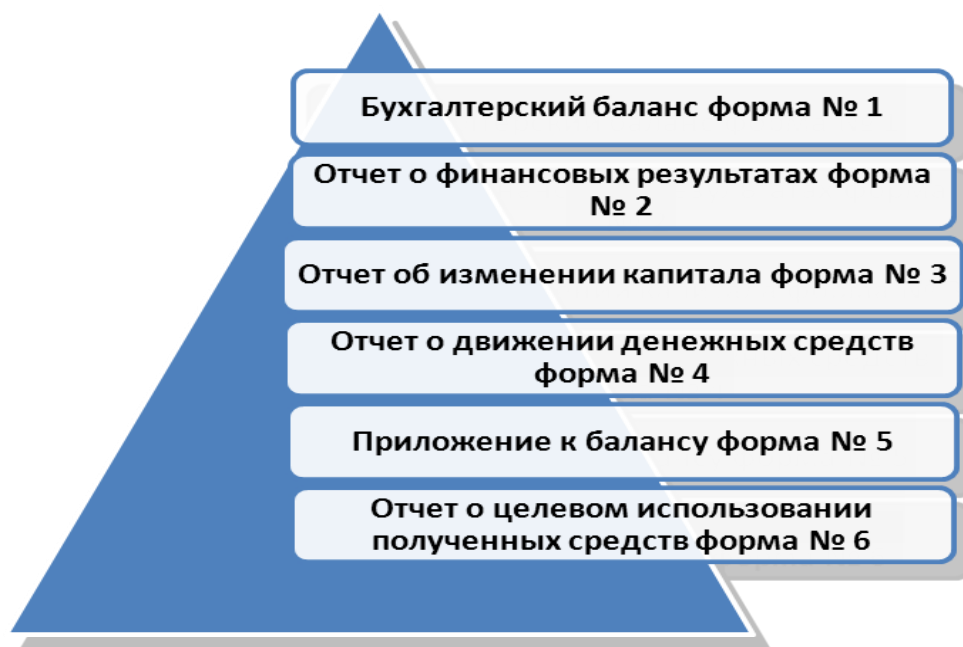 Бухгалтерский баланс форма № 1
Отчет о финансовых результатах форма
№ 2
Отчет об изменении капитала форма № 3
Отчет о движении денежных средств
форма № 4
Приложение к балансу форма № 5
Отчет о целевом использовании
полученных средств форма № 6